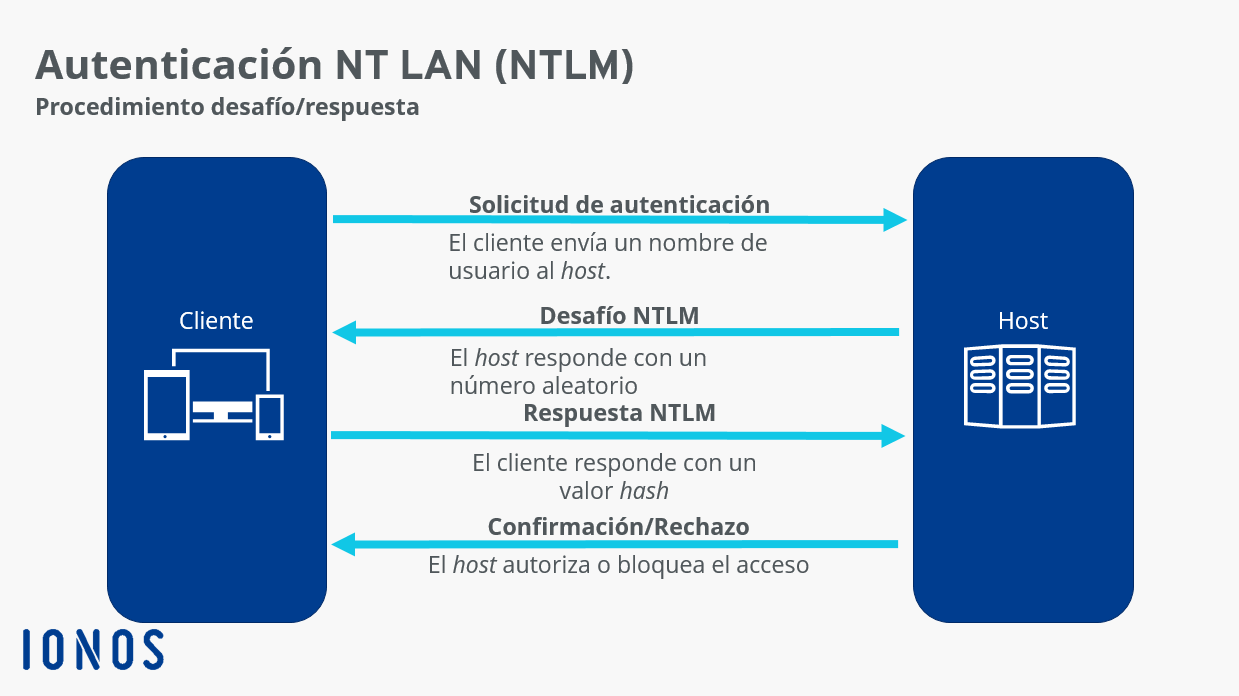 Autenticación NT LAN (NTLM)
Procedimiento desafío/respuesta
Solicitud de autenticación
El cliente envía un nombre de
usuario al host.
Cliente
Desafío NTLM
Host
El host responde con un
número aleatorio
Respuesta NTLM
El cliente responde con un
valor hash
Confirmación/Rechazo
El host autoriza o bloquea el acceso
IONOS